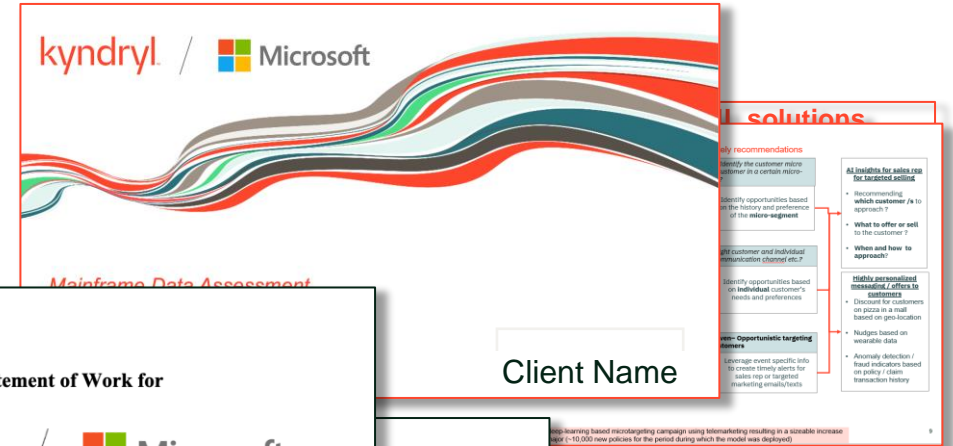 kyndryl
Microsoft
Mainframe Data Assessment
Client Name
solutions
ely recommendations
Identify the customer micro
ustomer in a certain micro-
?
Identify opportunities based
on the history and preference
of the micro-segment
ght customer and individual
mmunication channel etc.?
Identify opportunities based
on individual customer's
needs and preferences
ven– Opportunistic targeting
stomers
Leverage event specific info
to create timely alerts for
sales rep or targeted
marketing emails/texts
AI insights for sales rep
for targeted selling
• Recommending
which customer /s to
approach ?
• What to offer or sell
to the customer ?
• When and how to
approach?
Highly personalized
messaging / offers to
customers
• Discount for customers
on pizza in a mall
based on geo-location
• Nudges based on
wearable data
• Anomaly detection /
fraud indicators based
on policy / claim
transaction history
eep-learning based microtargeting campaign using telemarketing resulting in a sizeable increase
ajor (~10,000 new policies for the period during which the model was deployed)
9
tement of Work for
Microsoft